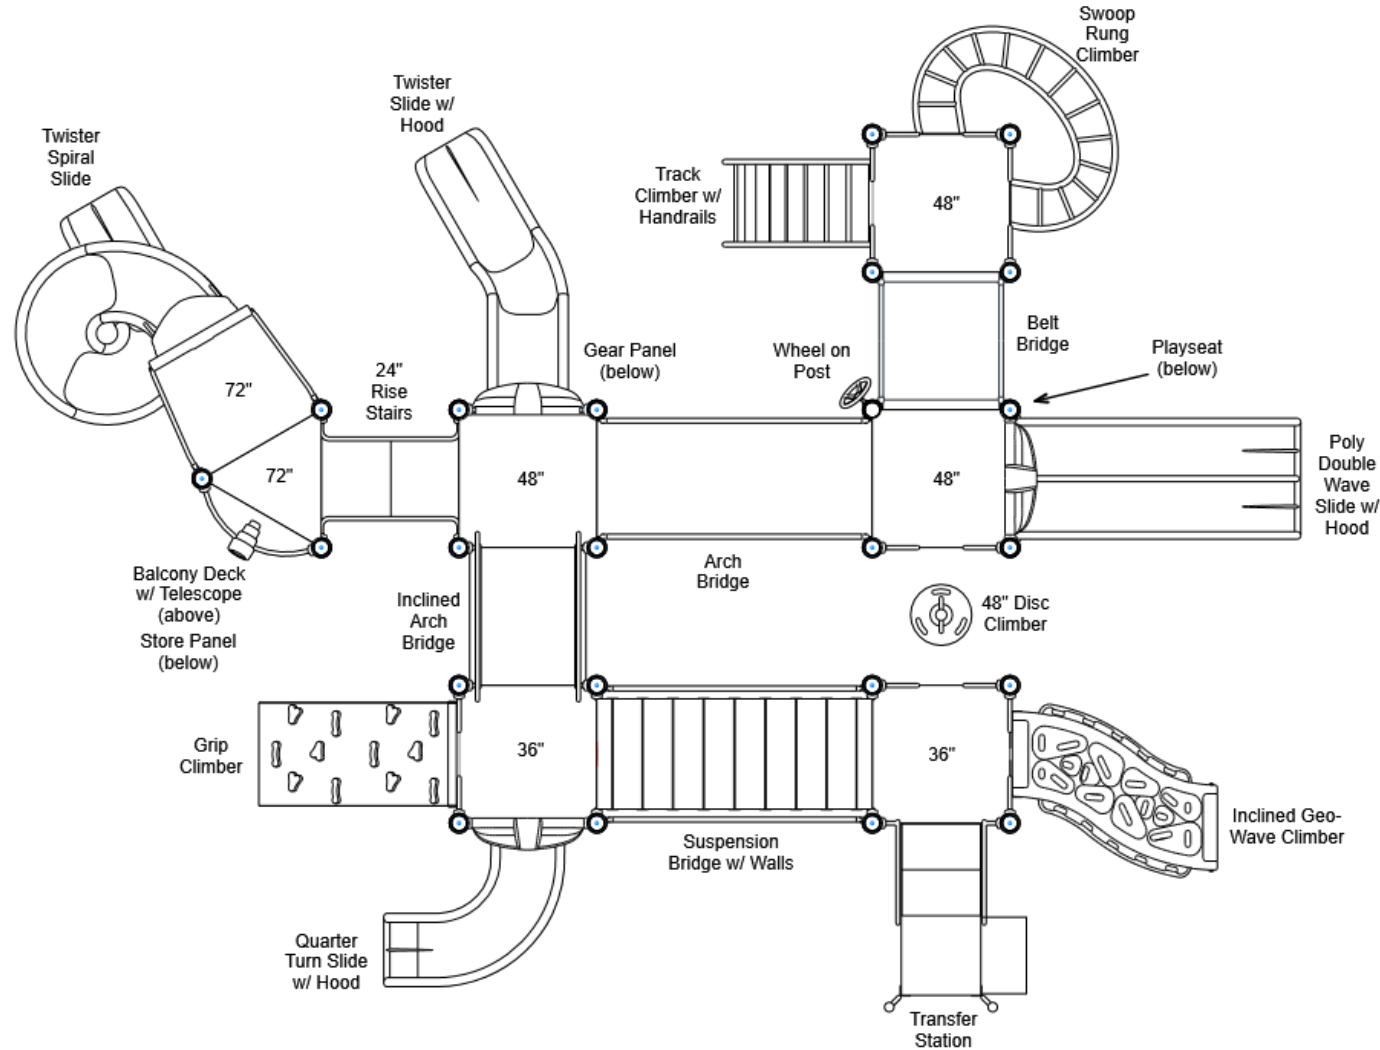 Swoop
Rung
Climber
Twister
Slide w/
Hood
Twister
Spiral
Slide
Track
Climber w/
Handrails
48"
Belt
Bridge
Gear Panel
(below)
Wheel on
Post
Playseat
(below)
24"
Rise
Stairs
72"
72"
48"
48"
Poly
Double
Wave
Slide w/
Hood
Arch
Bridge
Balcony Deck
w/ Telescope
(above)
Store Panel
(below)
Inclined
Arch
Bridge
48" Disc
Climber
Grip
Climber
36"
36"
Inclined Geo-
Wave Climber
Suspension
Bridge w/ Walls
Quarter
Turn Slide
w/ Hood
Transfer
Station